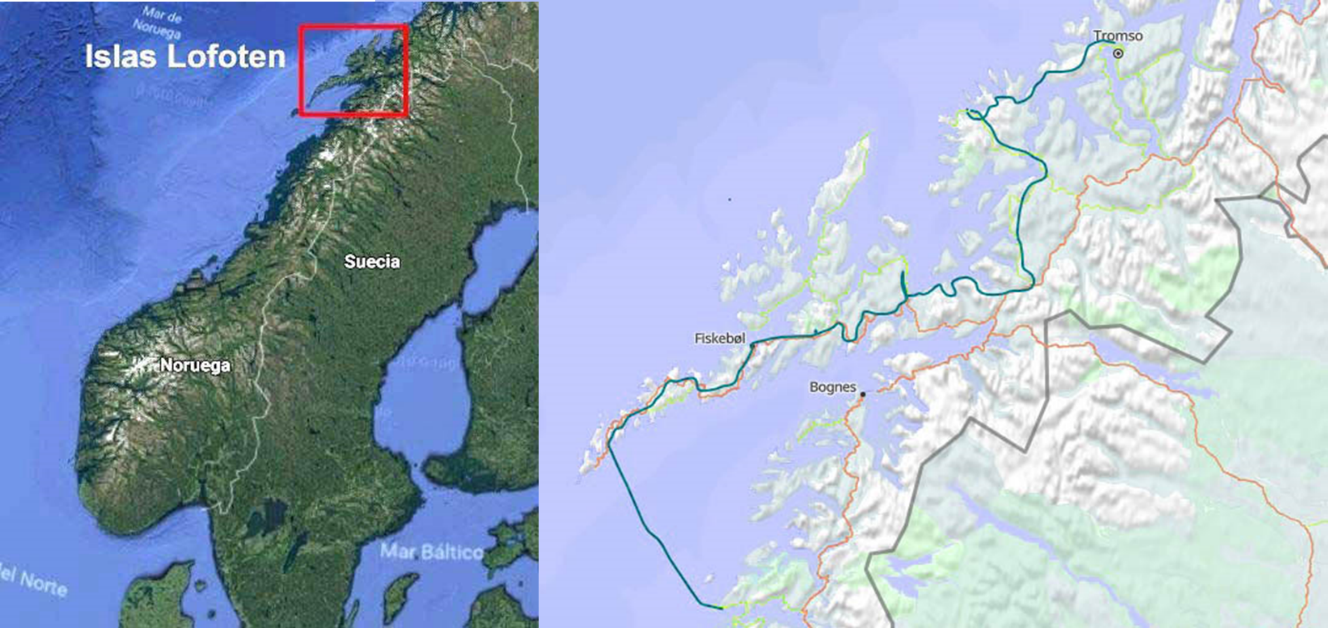 Mar de
Noruega
Islas Lofoten
Suecia
Noruega
Mar Báltico
del Norte
Tromso
Fiskebøl
Bognes